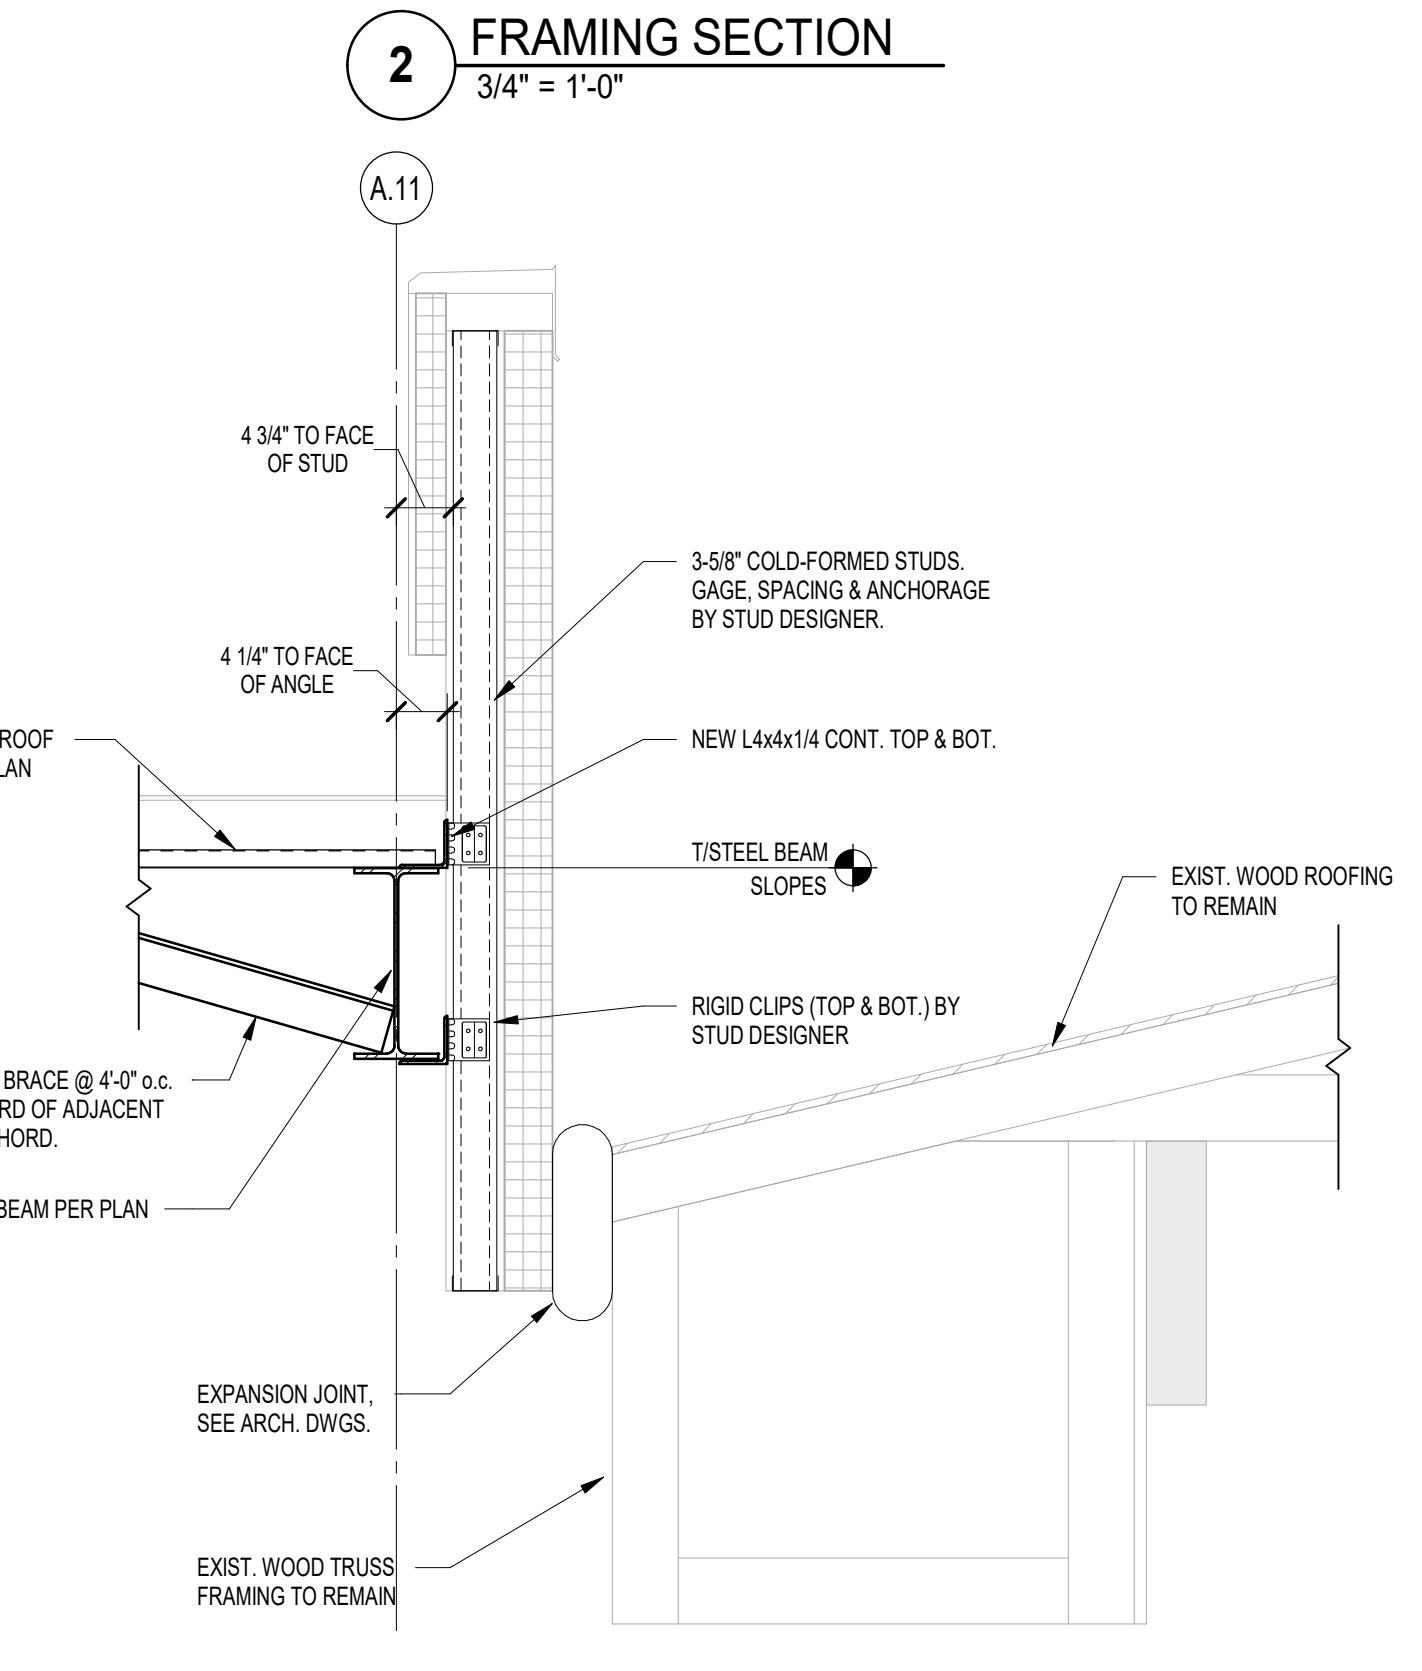 2
FRAMING SECTION
3/4" = 1'-0"
A.11
4 3/4" TO FACE
OF STUD
3-5/8" COLD-FORMED STUDS.
GAGE, SPACING & ANCHORAGE
BY STUD DESIGNER.
4 1/4" TO FACE
OF ANGLE
ROOF
LAN
NEW L4x4x1/4 CONT. TOP & BOT.
T/STEEL BEAM
SLOPES
EXIST. WOOD ROOFING
TO REMAIN
RIGID CLIPS (TOP & BOT.) BY
STUD DESIGNER
BRACE @ 4'-0" o.c.
RD OF ADJACENT
HORD.
BEAM PER PLAN
EXPANSION JOINT,
SEE ARCH. DWGS.
EXIST. WOOD TRUSS
FRAMING TO REMAIN